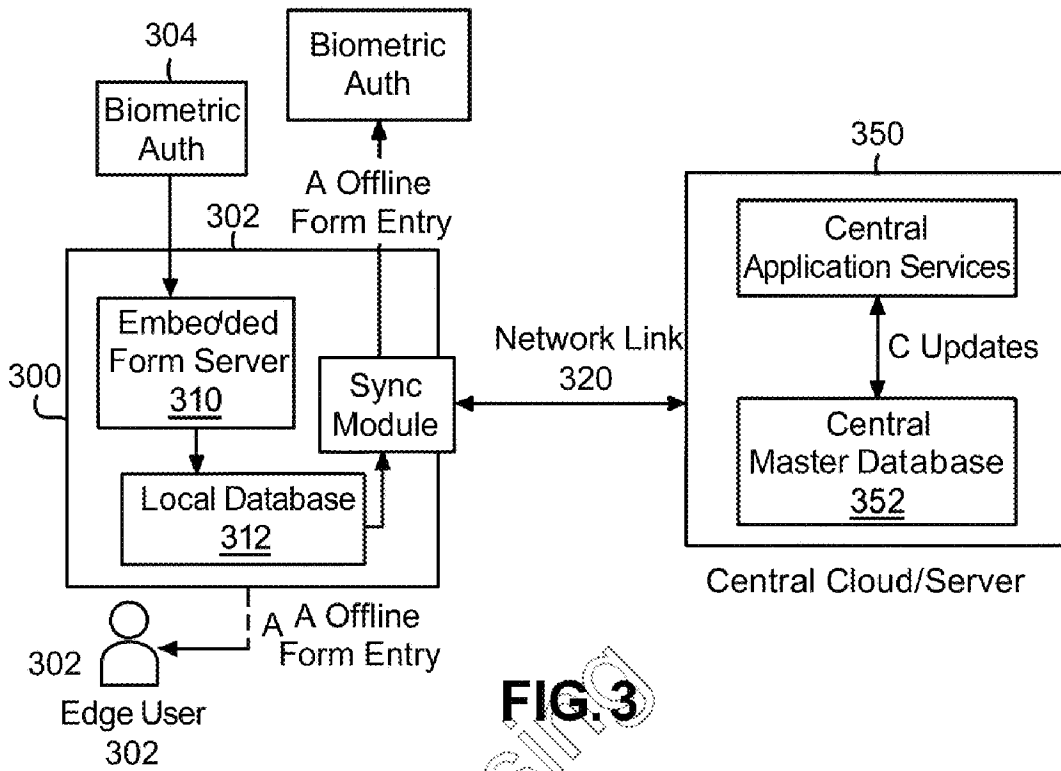 304
Biometric
Auth
Biometric
Auth
A Offline
Form Entry
302
300
Embedded
Form Server
310
Sync
Module
Local Database
312
Network Link
320
350
Central
Application Services
C Updates
Central
Master Database
352
Central Cloud/Server
A A Offline
Form Entry
302
Edge User
302
FIG. 3
sing